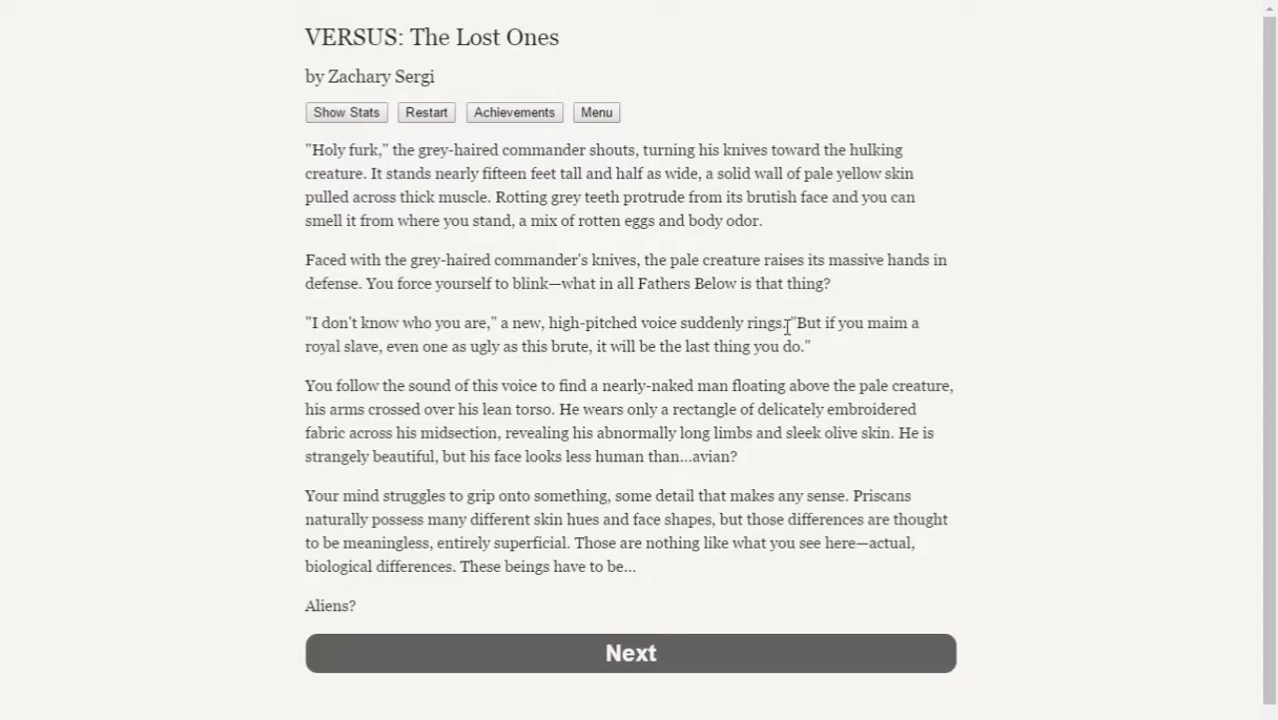 VERSUS: The Lost Ones
by Zachary Sergi
Show Stats Restart Achievements Menu
"Holy furk," the grey-haired commander shouts, turning his knives toward the hulking
creature. It stands nearly fifteen feet tall and half as wide, a solid wall of pale yellow skin
pulled across thick muscle. Rotting grey teeth protrude from its brutish face and you can
smell it from where you stand, a mix of rotten eggs and body odor.
Faced with the grey-haired commander's knives, the pale creature raises its massive hands in
defense. You force yourself to blink—what in all Fathers Below is that thing?
"I don't know who you are," a new, high-pitched voice suddenly rings. "But if you maim a
royal slave, even one as ugly as this brute, it will be the last thing you do."
You follow the sound of this voice to find a nearly-naked man floating above the pale creature,
his arms crossed over his lean torso. He wears only a rectangle of delicately embroidered
fabric across his midsection, revealing his abnormally long limbs and sleek olive skin. He is
strangely beautiful, but his face looks less human than...avian?
Your mind struggles to grip onto something, some detail that makes any sense. Priscans
naturally possess many different skin hues and face shapes, but those differences are thought
to be meaningless, entirely superficial. Those are nothing like what you see here—actual,
biological differences. These beings have to be...
Aliens?
Next